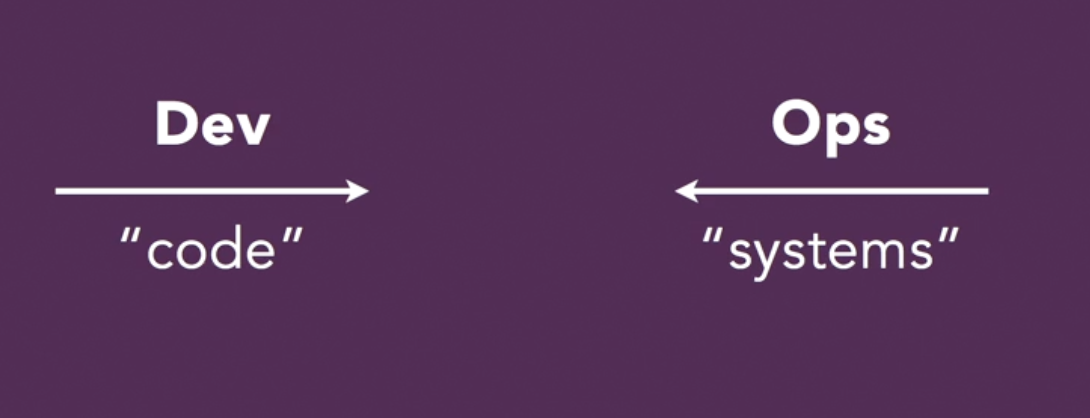 Dev
Ops
“code”
“systems”